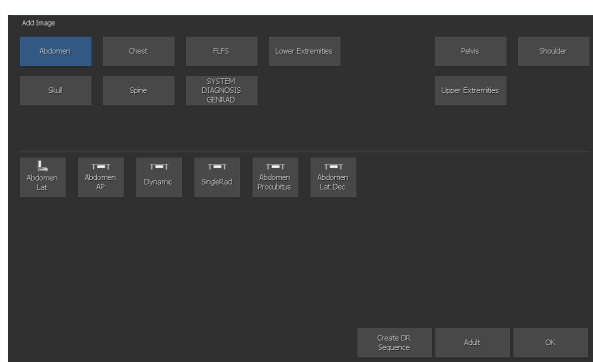 Add Image
Abdomen
Chest
FLFS
Lower Extremities
Pelvis
Shoulder
Skull
Spine
SYSTEM
DIAGNOSIS
GENRAD
Upper Extremities
Abdomen
Lat
Abdomen
AP
Dynamic
SingleRad
Abdomen
Procubitus
Abdomen
Lat Dec
Create DR
Sequence
Adult
OK